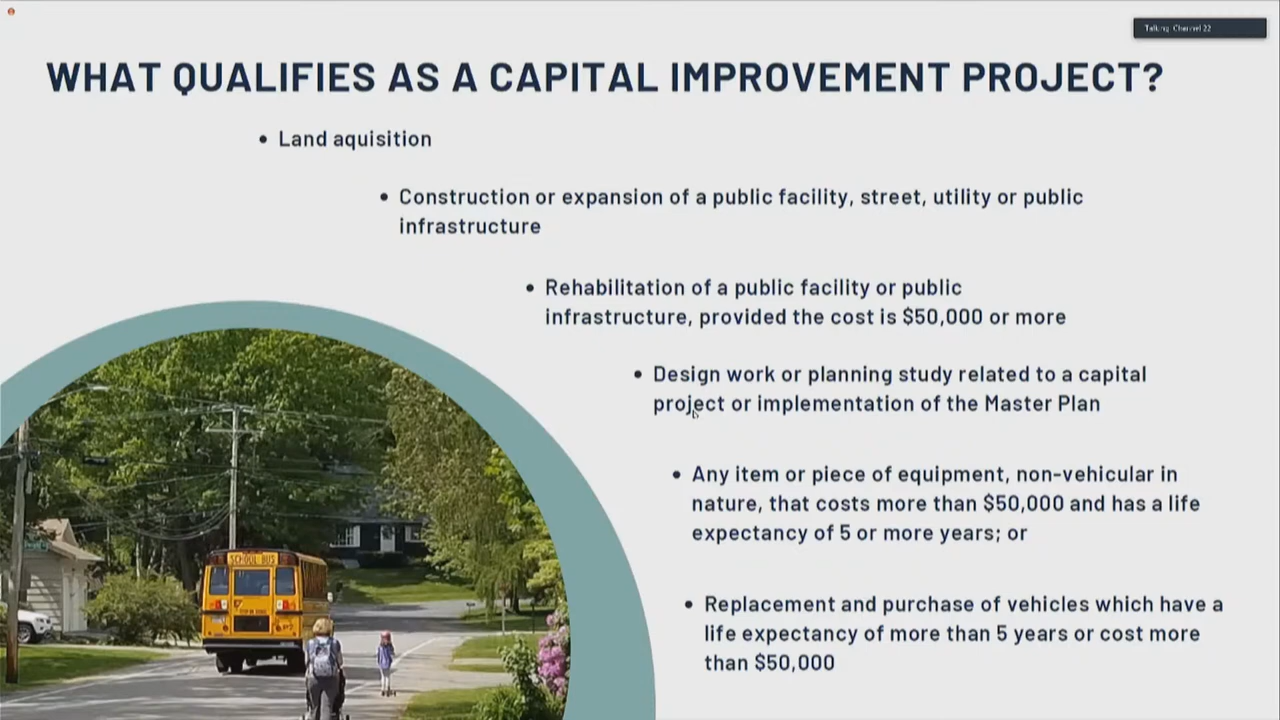 Talking: Channel 22
WHAT QUALIFIES AS A CAPITAL IMPROVEMENT PROJECT?
• Land aquisition
• Construction or expansion of a public facility, street, utility or public
infrastructure
• Rehabilitation of a public facility or public
infrastructure, provided the cost is $50,000 or more
• Design work or planning study related to a capital
project or implementation of the Master Plan
• Any item or piece of equipment, non-vehicular in
nature, that costs more than $50,000 and has a life
expectancy of 5 or more years; or
• Replacement and purchase of vehicles which have a
life expectancy of more than 5 years or cost more
than $50,000
SCHOOL BUS